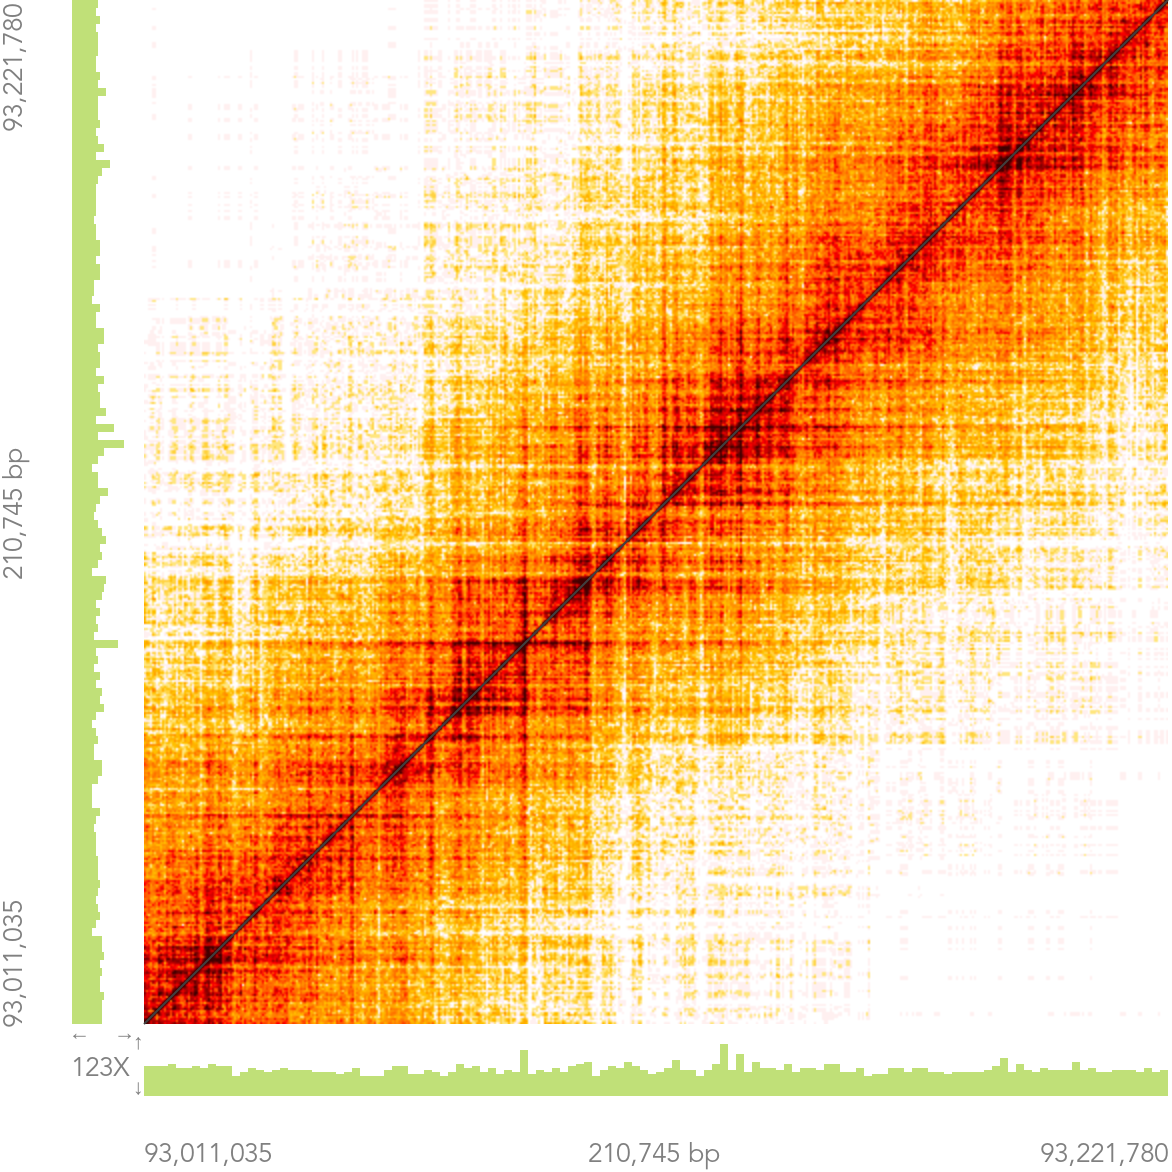 93,221,780
210,745 bp
93,011,035
← →
↑
123X
↓
93,011,035 210,745 bp 93,221,780